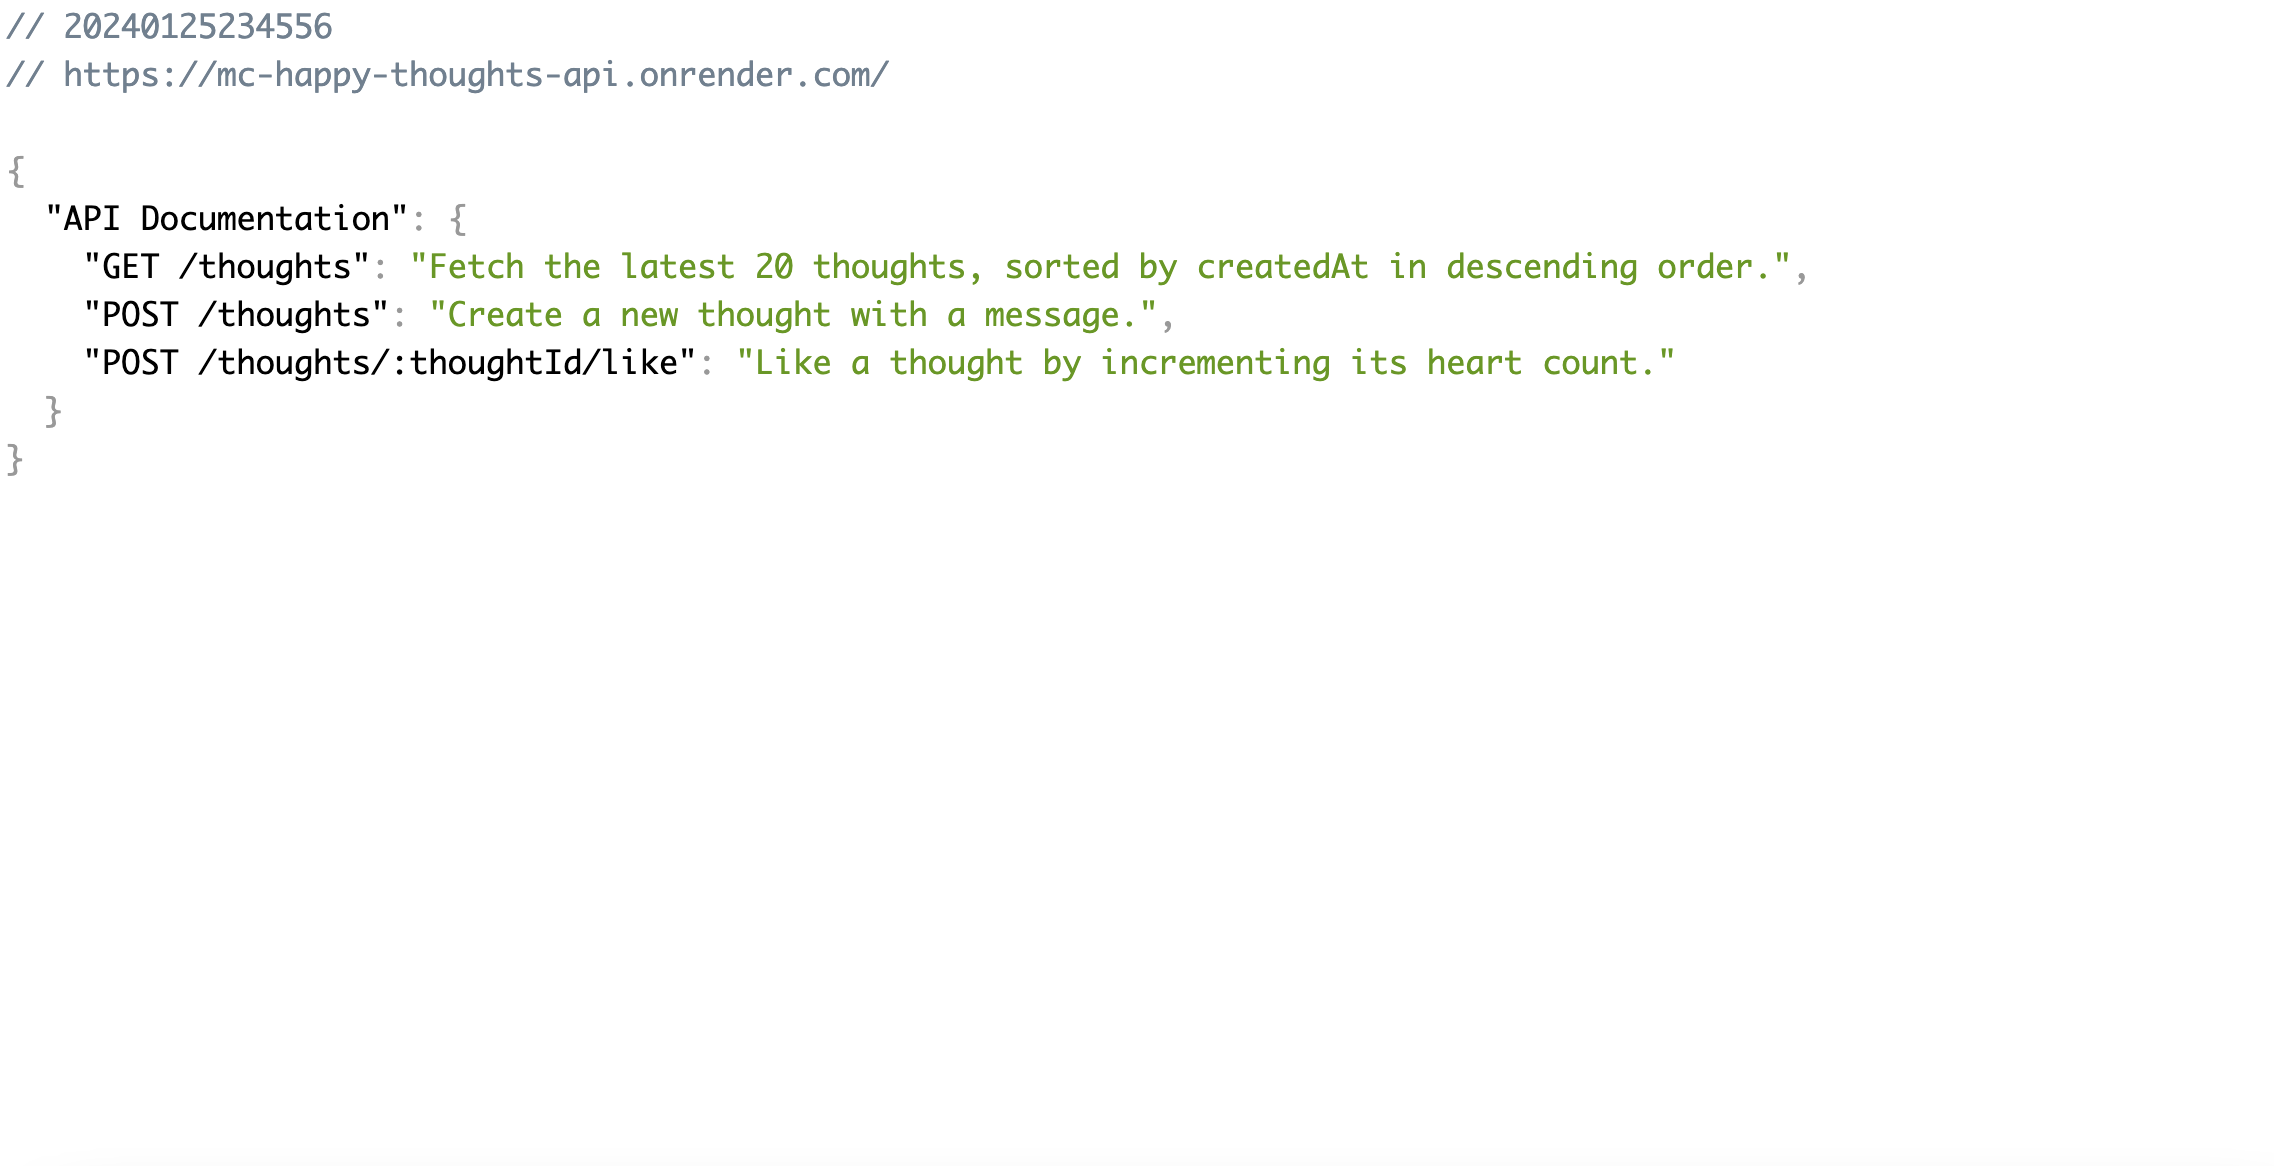 // 20240125234556
// https://mc-happy-thoughts-api.onrender.com/
{
"API Documentation": {
"GET /thoughts": "Fetch the latest 20 thoughts, sorted by createdAt in descending order.",
"POST /thoughts": "Create a new thought with a message.",
"POST /thoughts/:thoughtId/like": "Like a thought by incrementing its heart count."
}
}